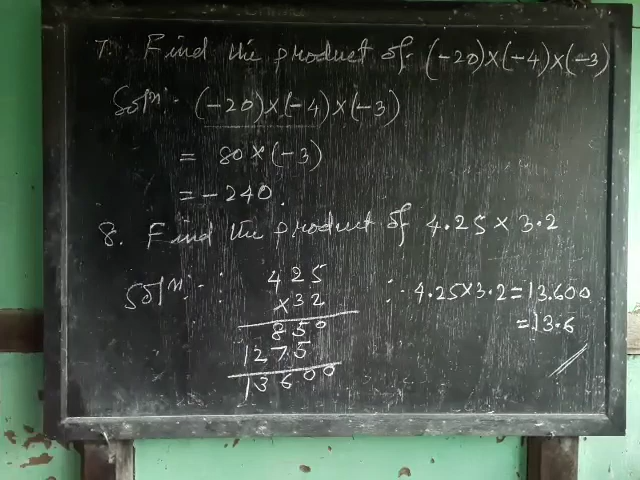 7. Find the product of (-20)×(-4)×(-3)
Solⁿ:- (-20)×(-4)×(-3)
= 80×(-3)
= -240.
8. Find the product of 4.25 × 3.2
Solⁿ:- 425
×32
850
1275
13600
∴ 4.25×3.2=13.600
=13.6